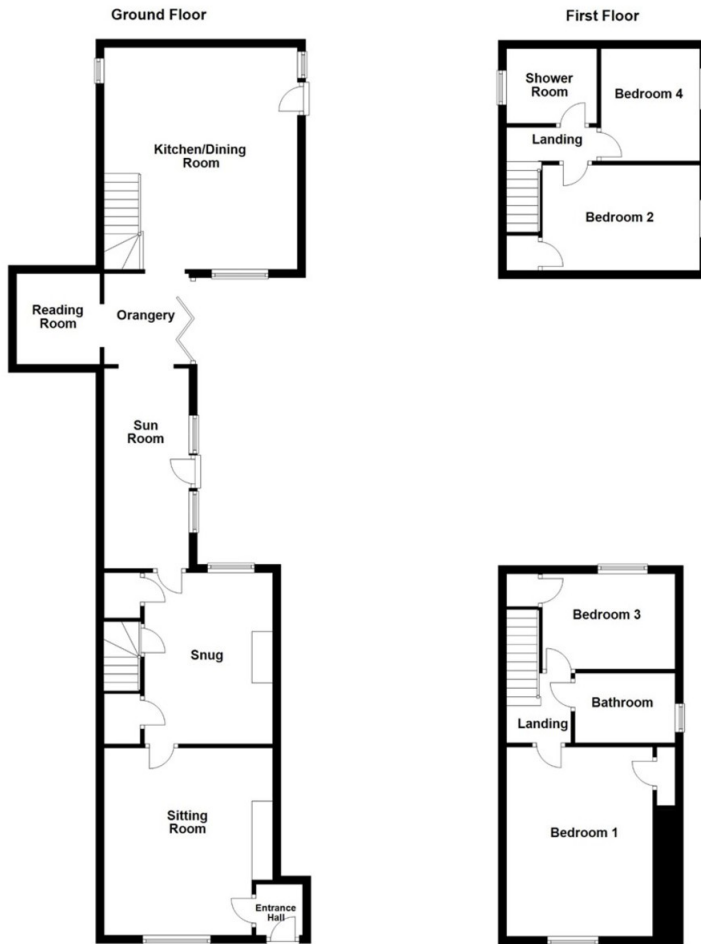 Ground Floor
Kitchen/Dining
Room
Reading
Room
Orangery
Sun
Room
Snug
Sitting
Room
Entrance
Hall
First Floor
Shower
Room
Bedroom 4
Landing
Bedroom 2
Bedroom 3
Bathroom
Landing
Bedroom 1